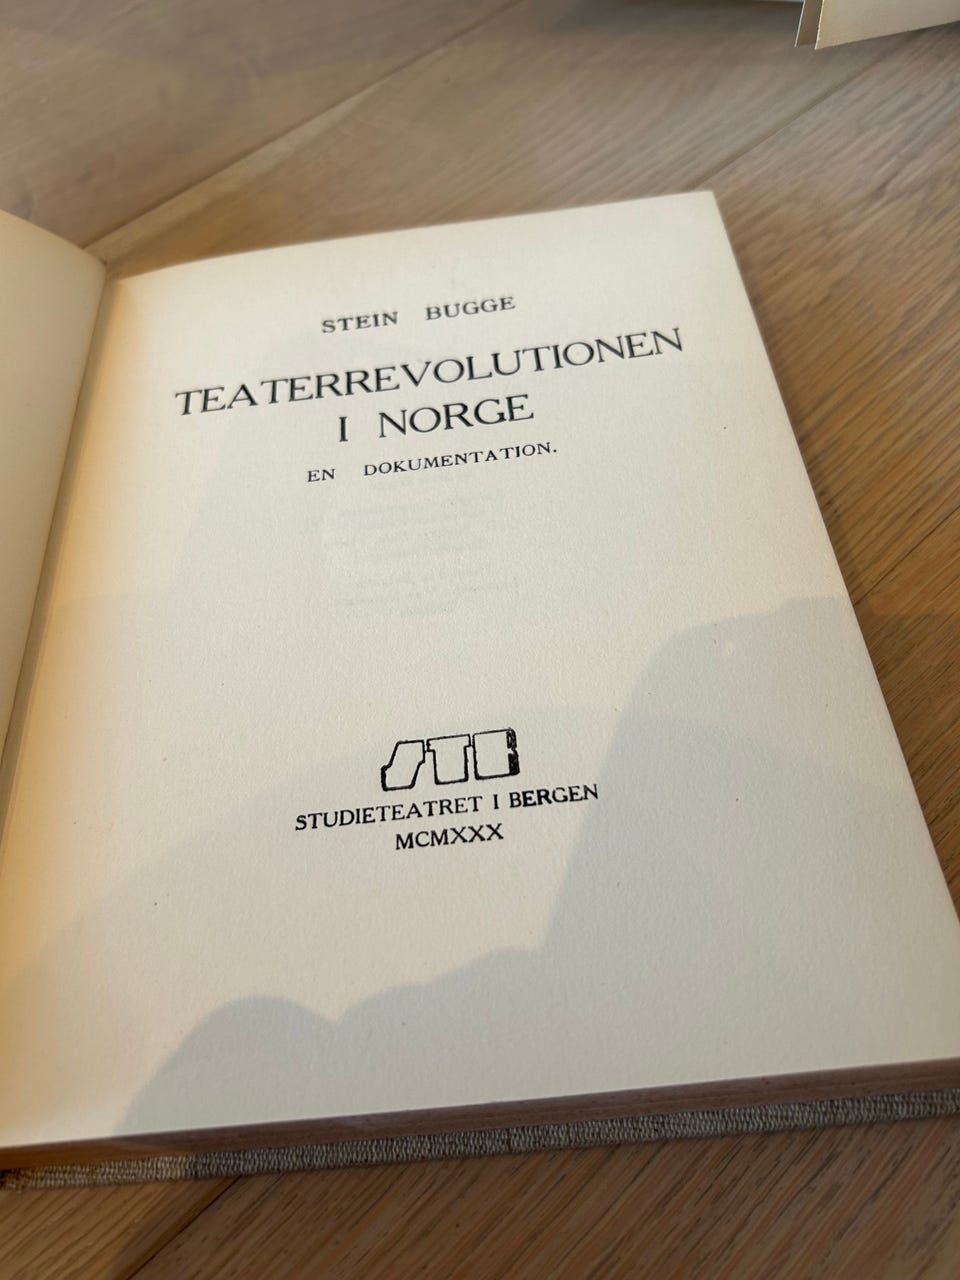 STEIN BUGGE
TEATERREVOLUTIONEN
I NORGE
EN DOKUMENTATION.
STB
STUDIETEATRET I BERGEN
MCMXXX